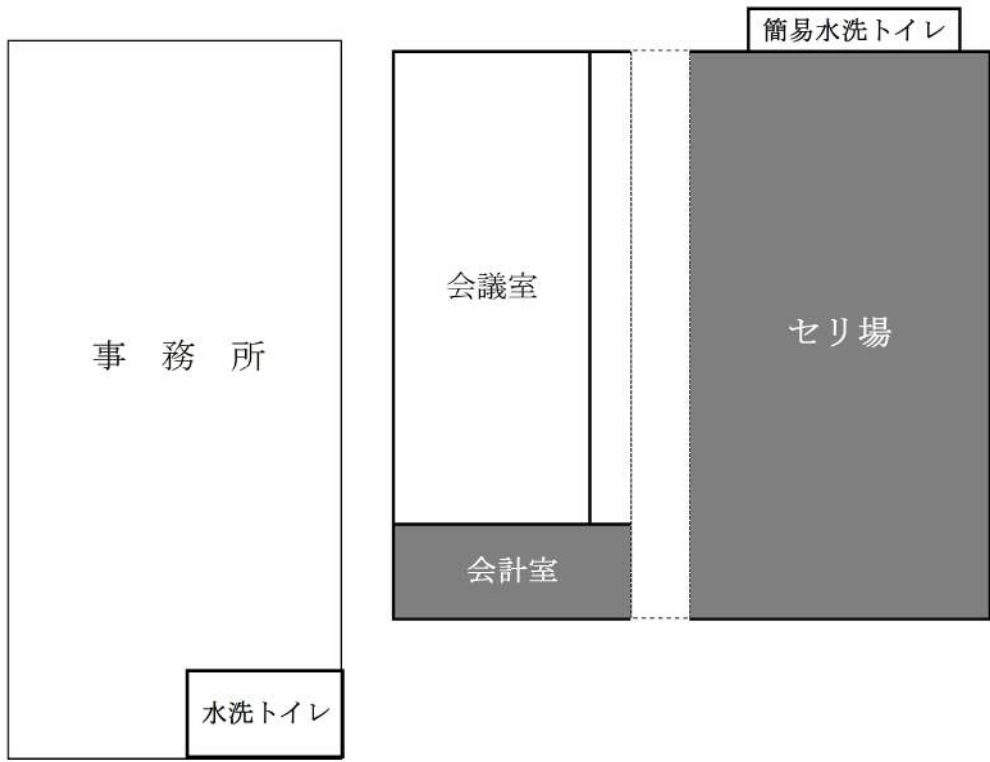 簡易水洗トイレ
会議室
セリ場
事務所
会計室
水洗トイレ